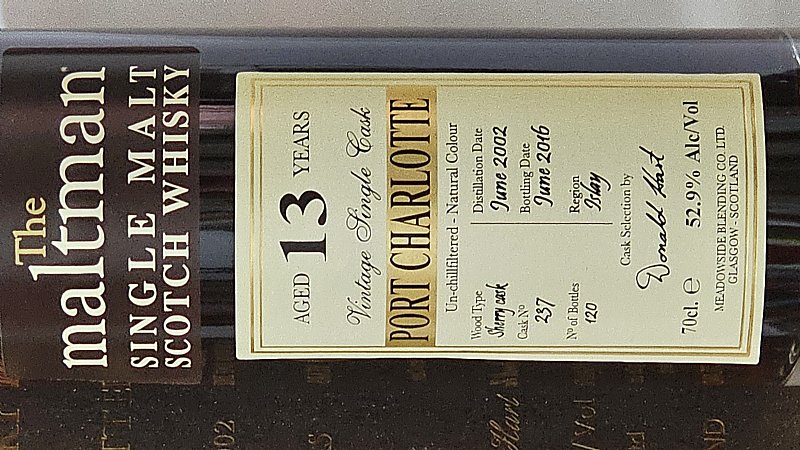 The
maltman
SINGLE MALT
SCOTCH WHISKY
AGED 13 YEARS
Vintage Single Cask
PORT CHARLOTTE
Un-chillfiltered - Natural Colour
Wood Type
Sherry cask
Cask Nº
237
Nº of Bottles
120
Distillation Date
June 2002
Bottling Date
June 2016
Region
Islay
Cask Selection by
Donald Hart
70cl. ℮ 52.9% Alc/Vol
MEADOWSIDE BLENDING CO. LTD.
GLASGOW - SCOTLAND